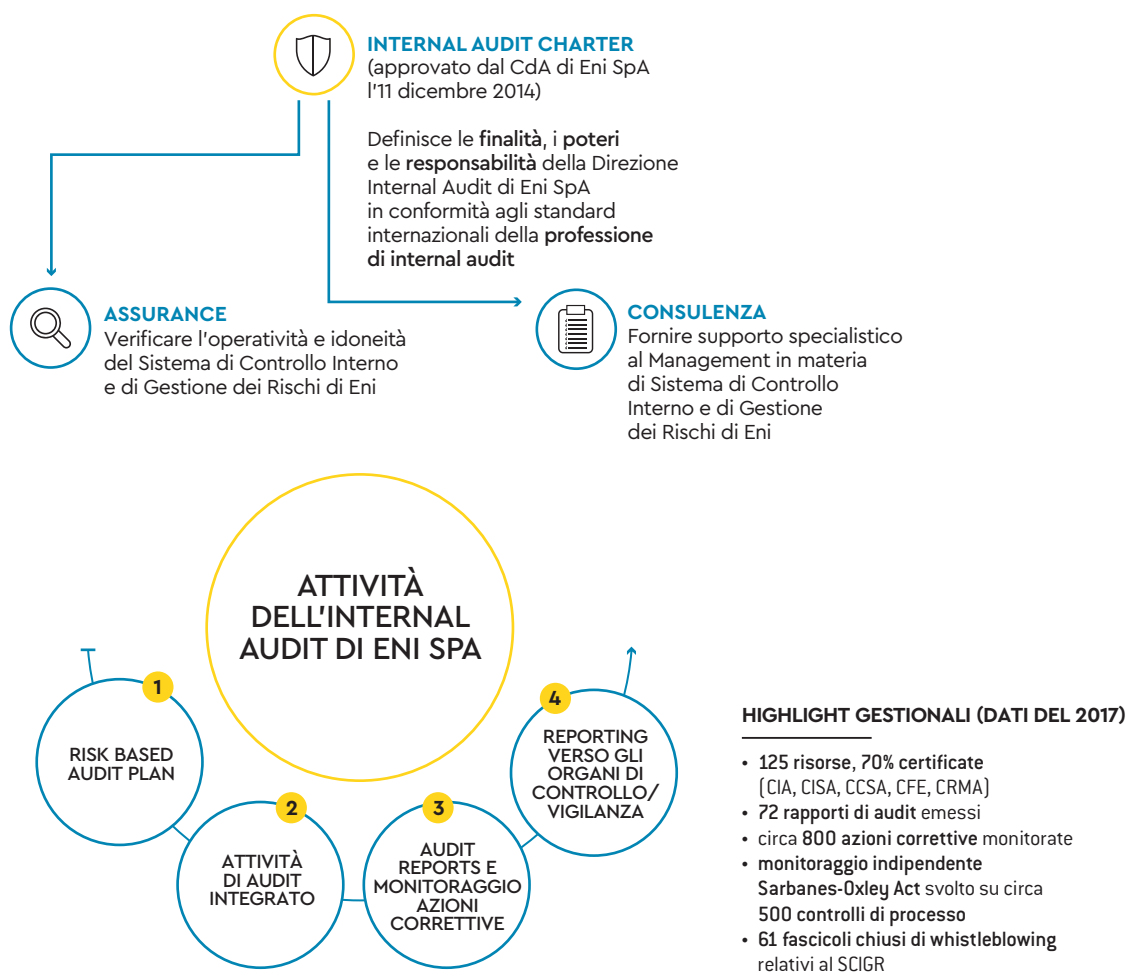 INTERNAL AUDIT CHARTER
(approvato dal CdA di Eni SpA
l'11 dicembre 2014)
Definisce le finalità, i poteri
e le responsabilità della Direzione
Internal Audit di Eni SpA
in conformità agli standard
internazionali della professione
di internal audit
ASSURANCE
Verificare l'operatività e idoneità
del Sistema di Controllo Interno
e di Gestione dei Rischi di Eni
CONSULENZA
Fornire supporto specialistico
al Management in materia
di Sistema di Controllo
Interno e di Gestione
dei Rischi di Eni
ATTIVITÀ
DELL'INTERNAL
AUDIT DI ENI SPA
1
RISK BASED
AUDIT PLAN
2
ATTIVITÀ
DI AUDIT
INTEGRATO
3
AUDIT
REPORTS E
MONITORAGGIO
AZIONI
CORRETTIVE
4
REPORTING
VERSO GLI
ORGANI DI
CONTROLLO/
VIGILANZA
HIGHLIGHT GESTIONALI (DATI DEL 2017)
• 125 risorse, 70% certificate
(CIA, CISA, CCSA, CFE, CRMA)
• 72 rapporti di audit emessi
• circa 800 azioni correttive monitorate
• monitoraggio indipendente
Sarbanes-Oxley Act svolto su circa
500 controlli di processo
• 61 fascicoli chiusi di whistleblowing
relativi al SCIGR